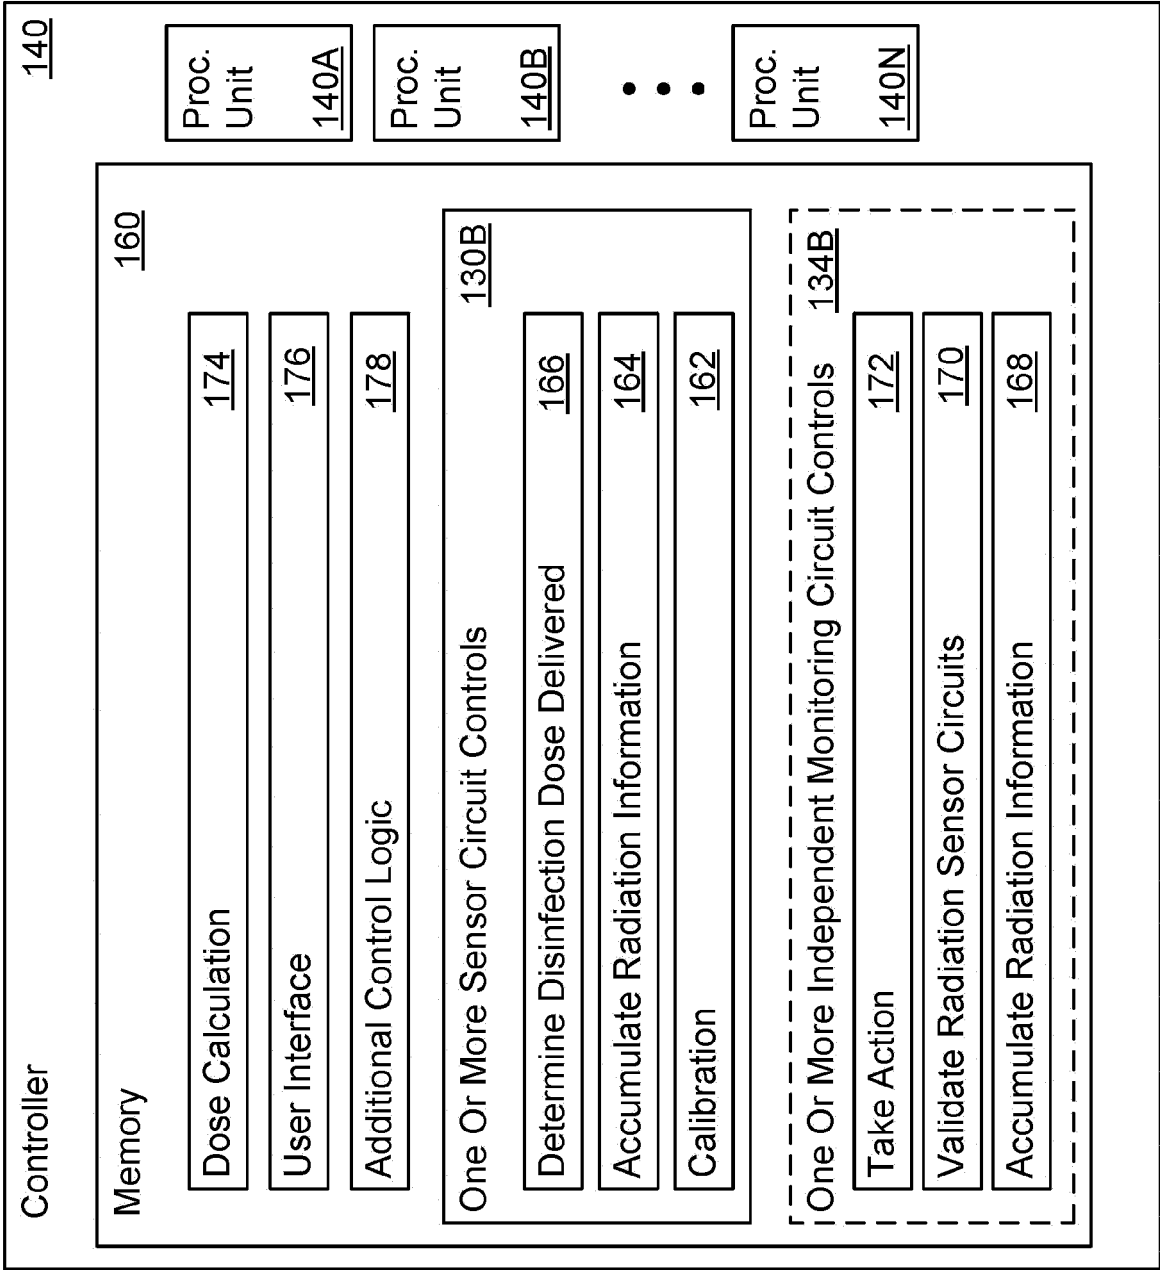 Controller
140
Memory
160
Dose Calculation
174
User Interface
176
Additional Control Logic
178
One Or More Sensor Circuit Controls
130B
Determine Disinfection Dose Delivered
166
Accumulate Radiation Information
164
Calibration
162
One Or More Independent Monitoring Circuit Controls
134B
Take Action
172
Validate Radiation Sensor Circuits
170
Accumulate Radiation Information
168
Proc.
Unit
140A
Proc.
Unit
140B
Proc.
Unit
140N